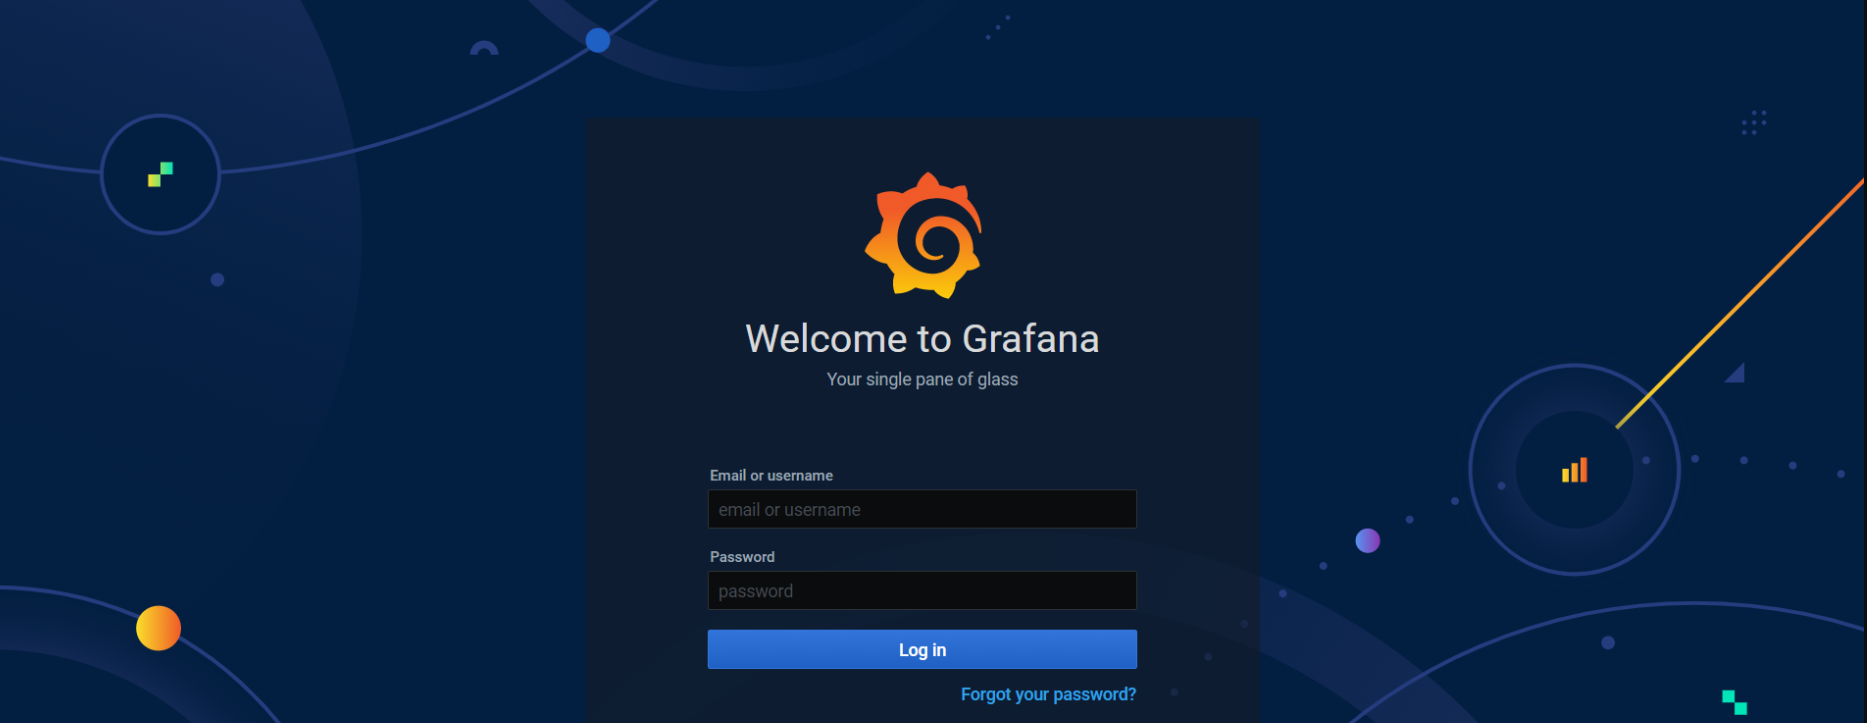 Welcome to Grafana
Your single pane of glass
Email or username
email or username
Password
password
Log in
Forgot your password?